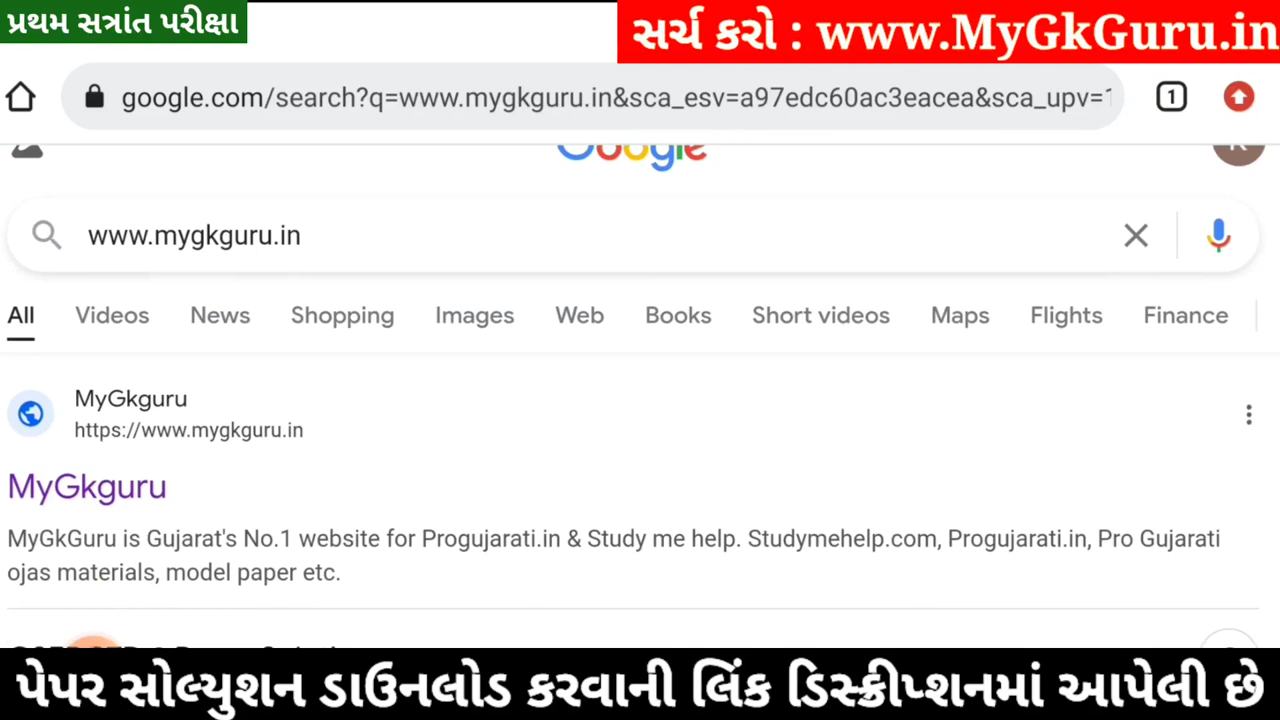 પ્રથમ સત્રાંત પરીક્ષા
સર્ચ કરો : www.MyGkGuru.in
google.com/search?q=www.mygkguru.in&sca_esv=a97edc60ac3eacea&sca_upv=1
1
Google
www.mygkguru.in
All Videos News Shopping Images Web Books Short videos Maps Flights Finance
MyGkguru
https://www.mygkguru.in
MyGkguru
MyGkGuru is Gujarat's No.1 website for Progujarati.in & Study me help. Studymehelp.com, Progujarati.in, Pro Gujarati
ojas materials, model paper etc.
પેપર સોલ્યુશન ડાઉનલોડ કરવાની લિંક ડિસ્ક્રીપ્શનમાં આપેલી છે